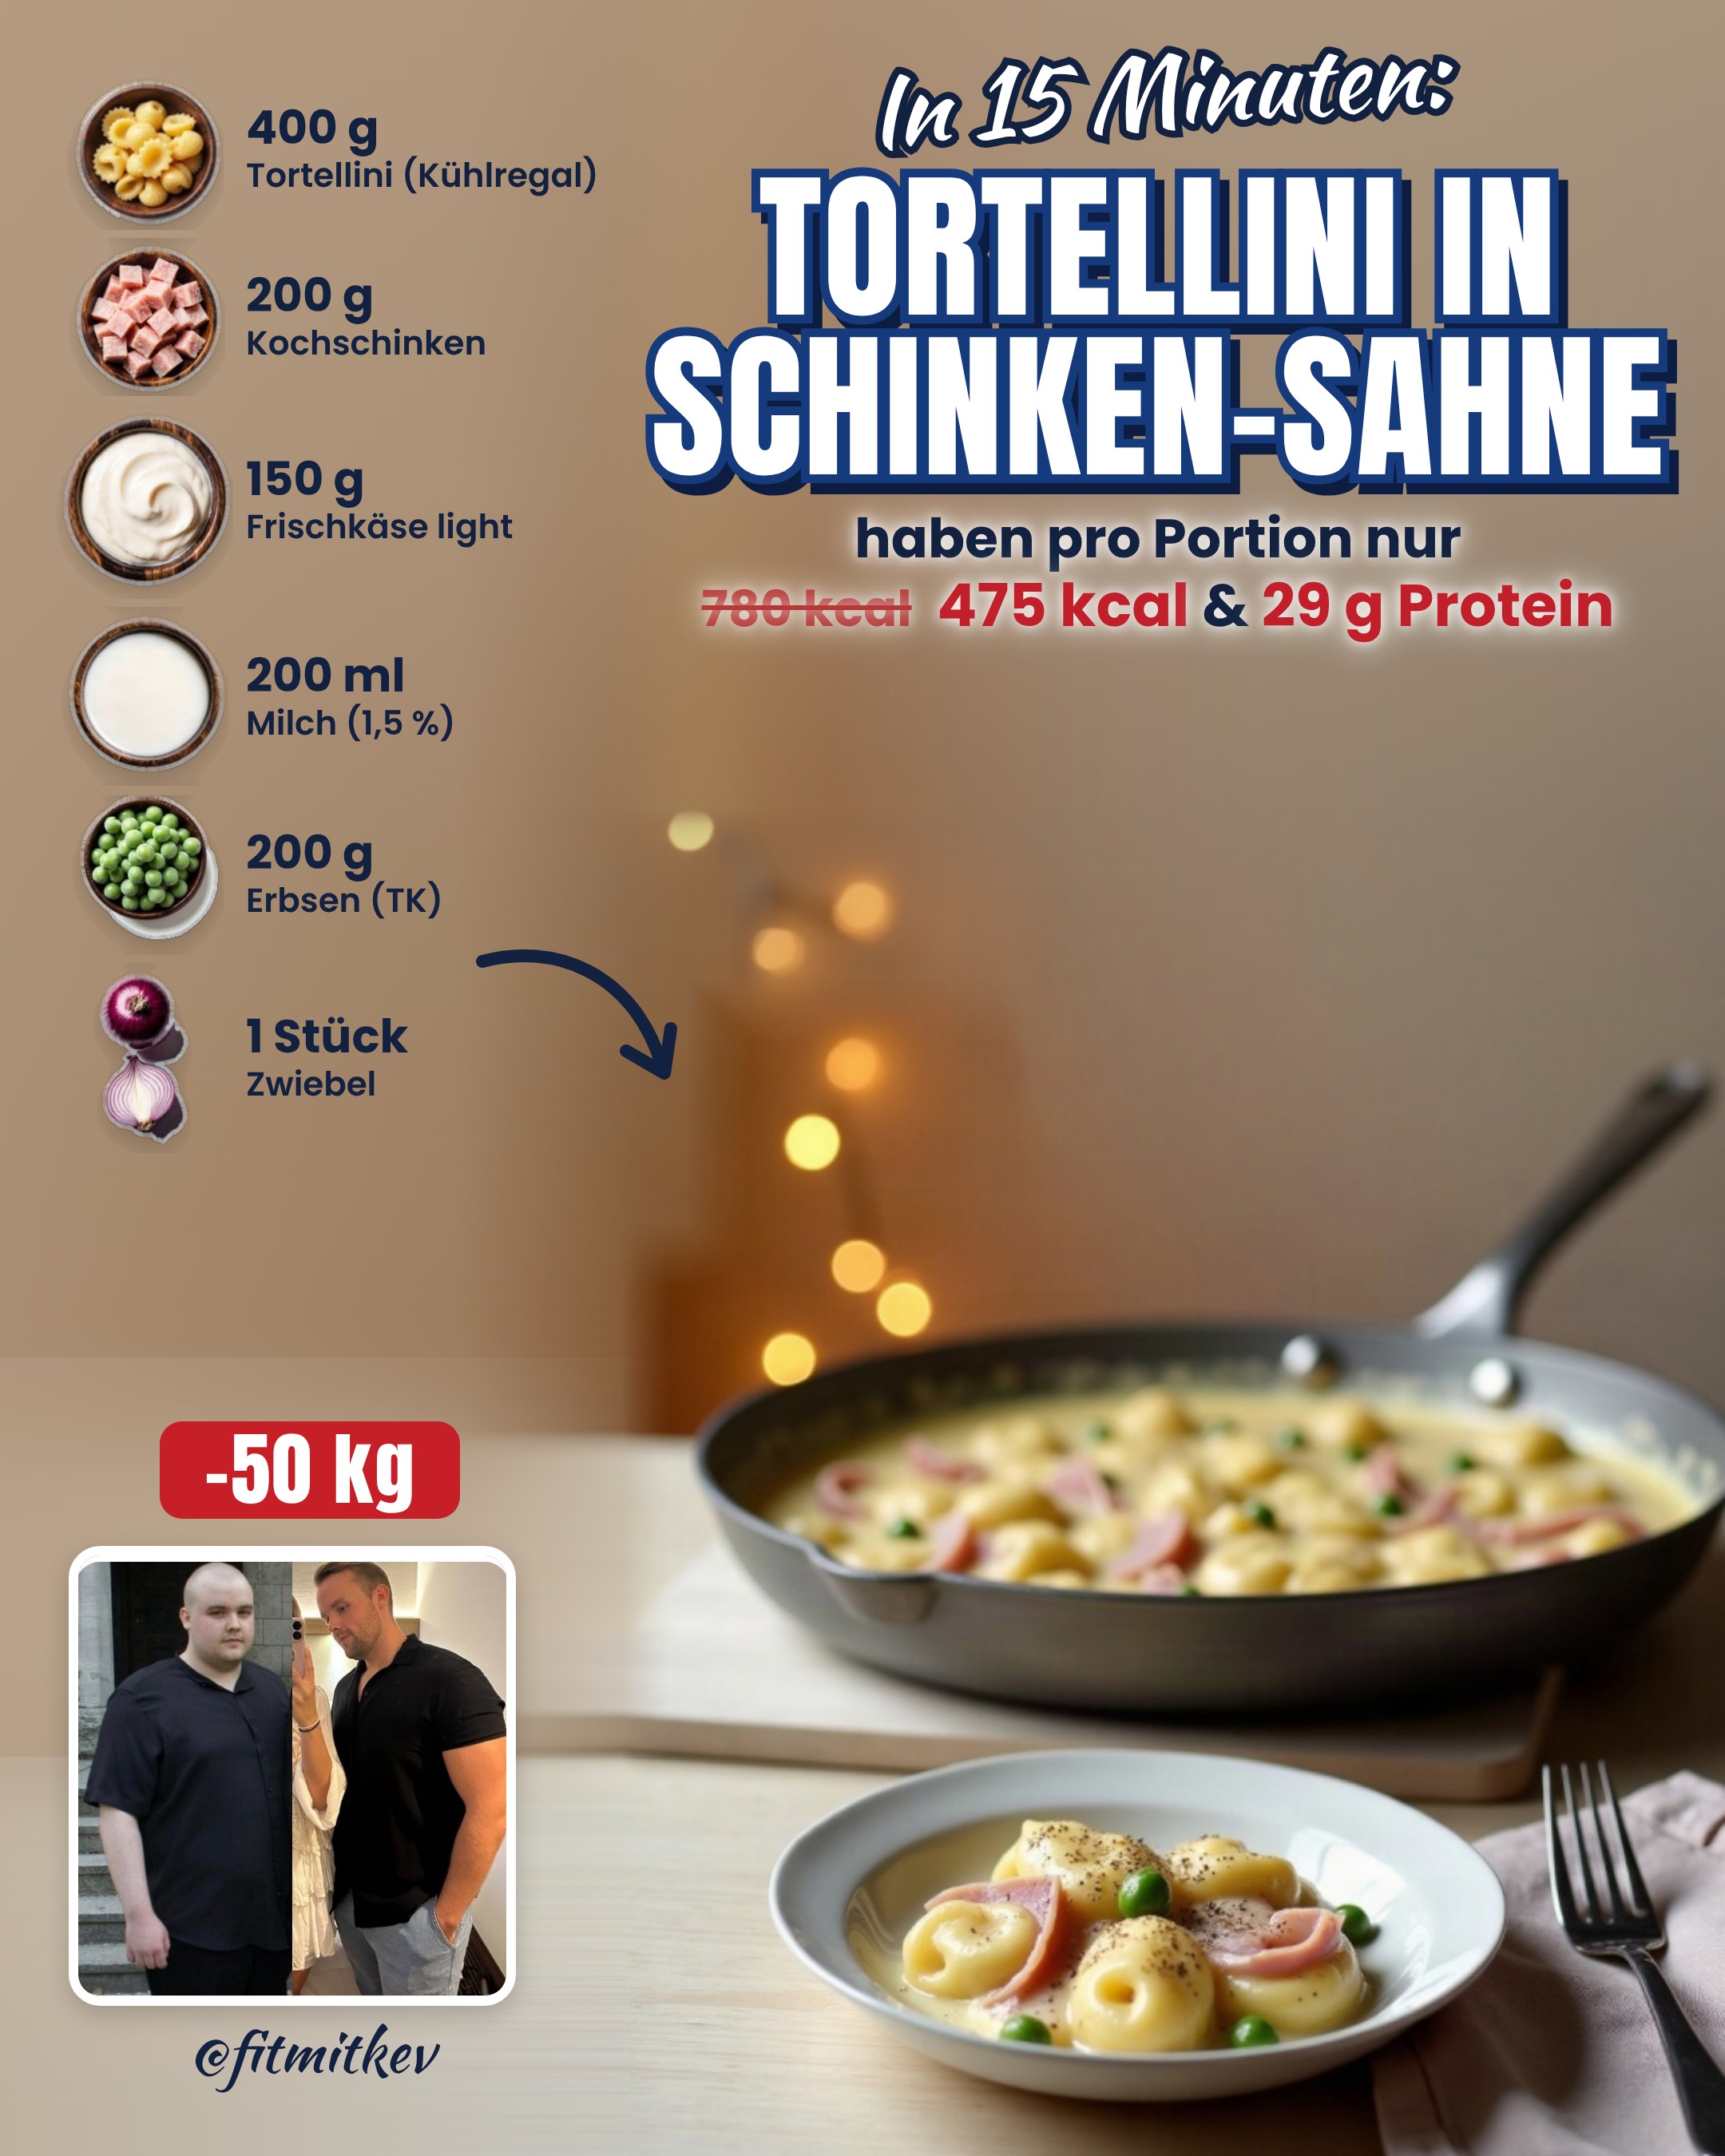 In 15 Minuten:
TORTELLINI IN
SCHINKEN-SAHNE
haben pro Portion nur
780 kcal 475 kcal & 29 g Protein
400 g
Tortellini (Kühlregal)
200 g
Kochschinken
150 g
Frischkäse light
200 ml
Milch (1,5 %)
200 g
Erbsen (TK)
1 Stück
Zwiebel
-50 kg
@fitmitkev